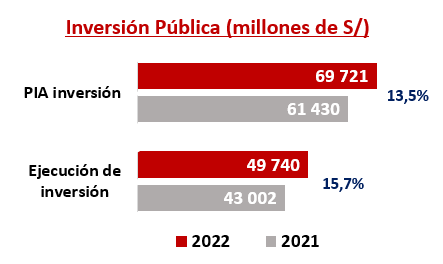 Inversión Pública (millones de S/)
PIA inversión
69 721
61 430
13,5%
Ejecución de
inversión
49 740
43 002
15,7%
2022
2021